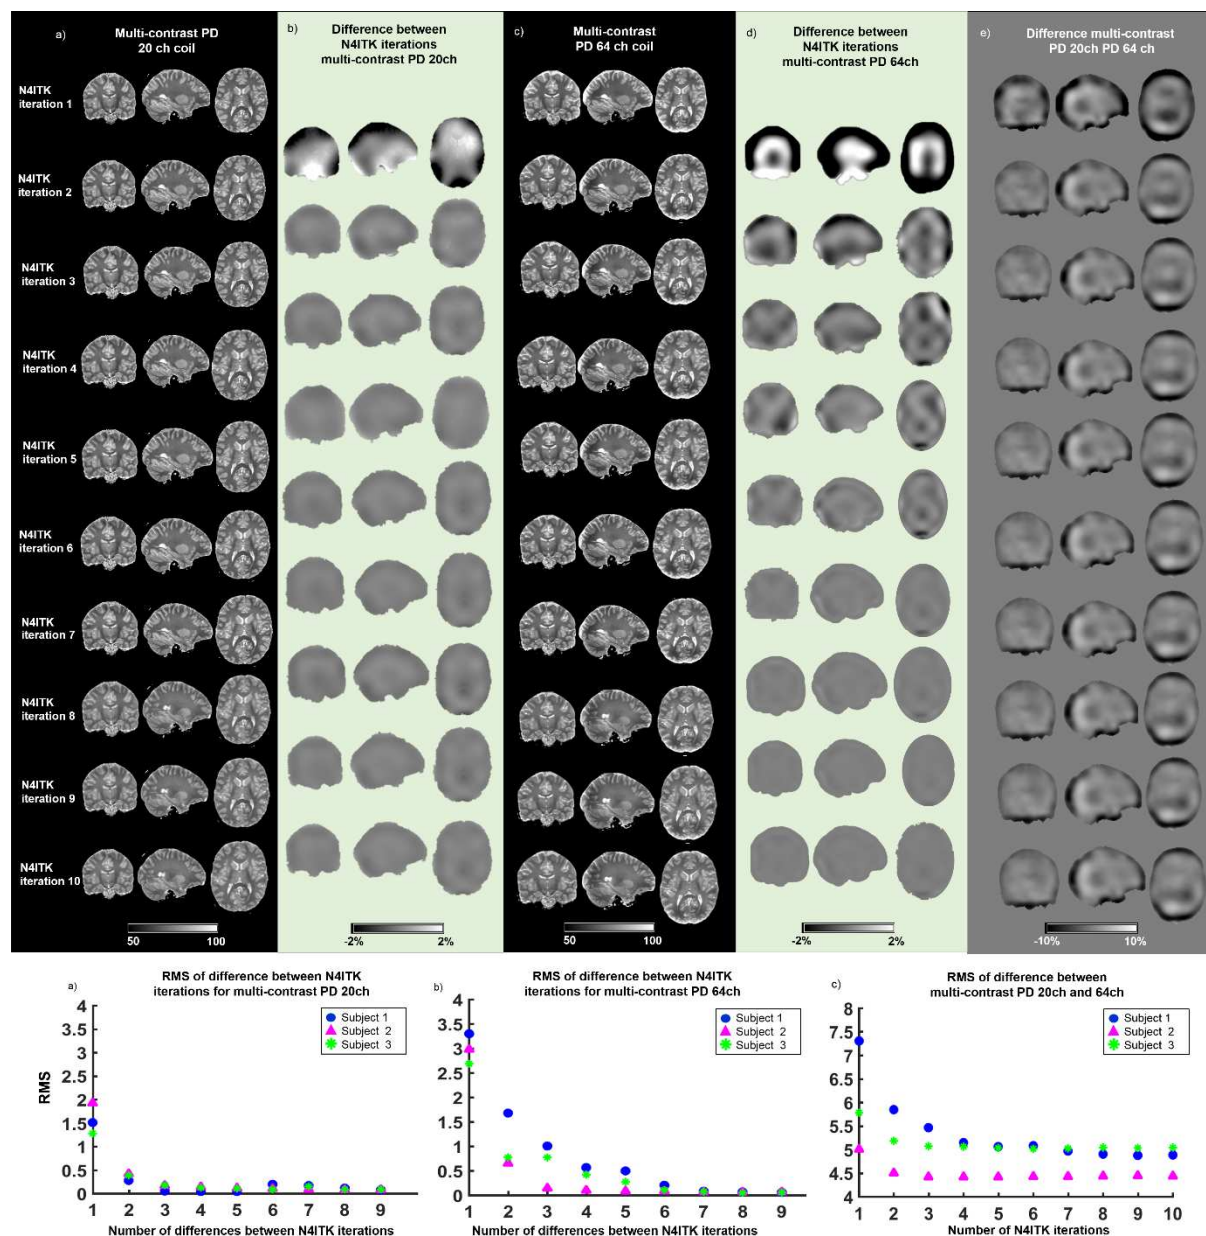 a)
Multi-contrast PD
20 ch coil
b)
Difference between
N4ITK iterations
multi-contrast PD 20ch
c)
Multi-contrast
PD 64 ch coil
d)
Difference between
N4ITK iterations
multi-contrast PD 64ch
e)
Difference multi-contrast
PD 20ch PD 64 ch
N4ITK
iteration 1
N4ITK
iteration 2
N4ITK
iteration 3
N4ITK
iteration 4
N4ITK
iteration 5
N4ITK
iteration 6
N4ITK
iteration 7
N4ITK
iteration 8
N4ITK
iteration 9
N4ITK
iteration 10
50 100
-2% 2%
50 100
-2% 2%
-10% 10%
a)
RMS of difference between N4ITK
iterations for multi-contrast PD 20ch
Subject 1
Subject 2
Subject 3
RMS
4
3.5
3
2.5
2
1.5
1
0.5
0
1 2 3 4 5 6 7 8 9
Number of differences between N4ITK iterations
b)
RMS of difference between N4ITK
iterations for multi-contrast PD 64ch
Subject 1
Subject 2
Subject 3
4
3.5
3
2.5
2
1.5
1
0.5
0
1 2 3 4 5 6 7 8 9
Number of differences between N4ITK iterations
c)
RMS of difference between
multi-contrast PD 20ch and 64ch
Subject 1
Subject 2
Subject 3
8
7.5
7
6.5
6
5.5
5
4.5
4
1 2 3 4 5 6 7 8 9 10
Number of N4ITK iterations